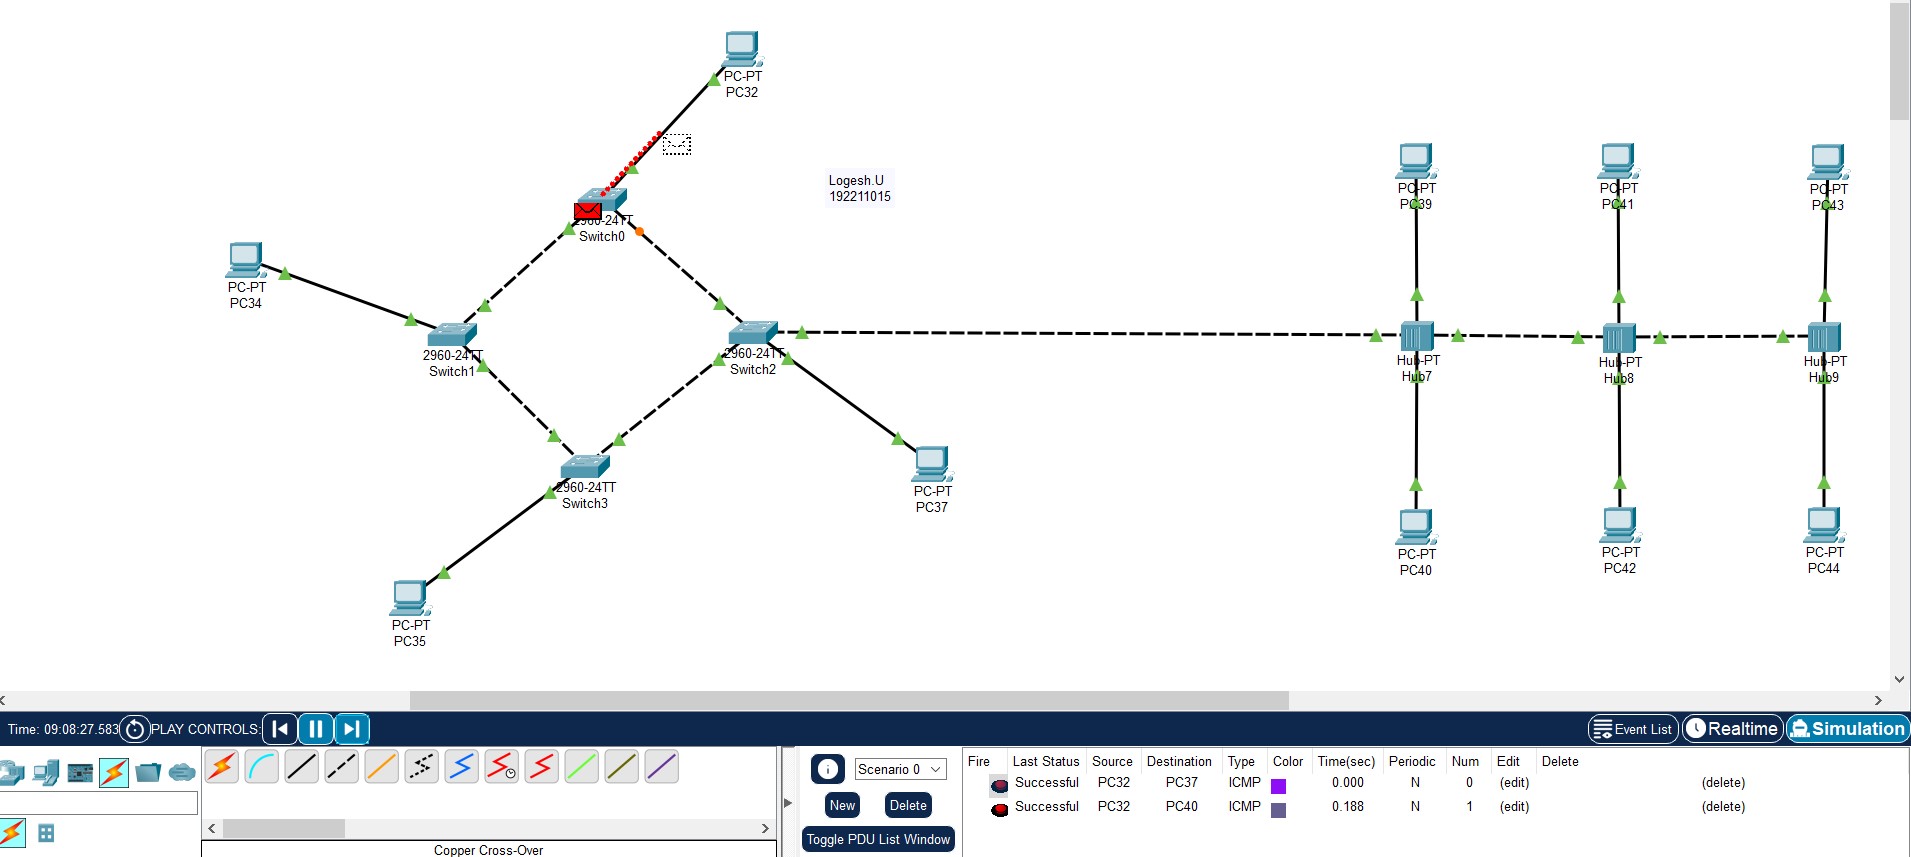 PC-PT
PC32
Logesh.U
192211015
2960-24TT
Switch0
PC-PT
PC34
PC-PT
PC39
PC-PT
PC41
PC-PT
PC43
2960-24TT
Switch1
2960-24TT
Switch2
Hub-PT
Hub7
Hub-PT
Hub8
Hub-PT
Hub9
2960-24TT
Switch3
PC-PT
PC37
PC-PT
PC40
PC-PT
PC42
PC-PT
PC44
PC-PT
PC35
Time: 09:08:27.583 PLAY CONTROLS: Event List Realtime Simulation
Scenario 0
New Delete
Toggle PDU List Window
Copper Cross-Over
Fire Last Status Source Destination Type Color Time(sec) Periodic Num Edit Delete
Successful PC32 PC37 ICMP 0.000 N 0 (edit) (delete)
Successful PC32 PC40 ICMP 0.188 N 1 (edit) (delete)